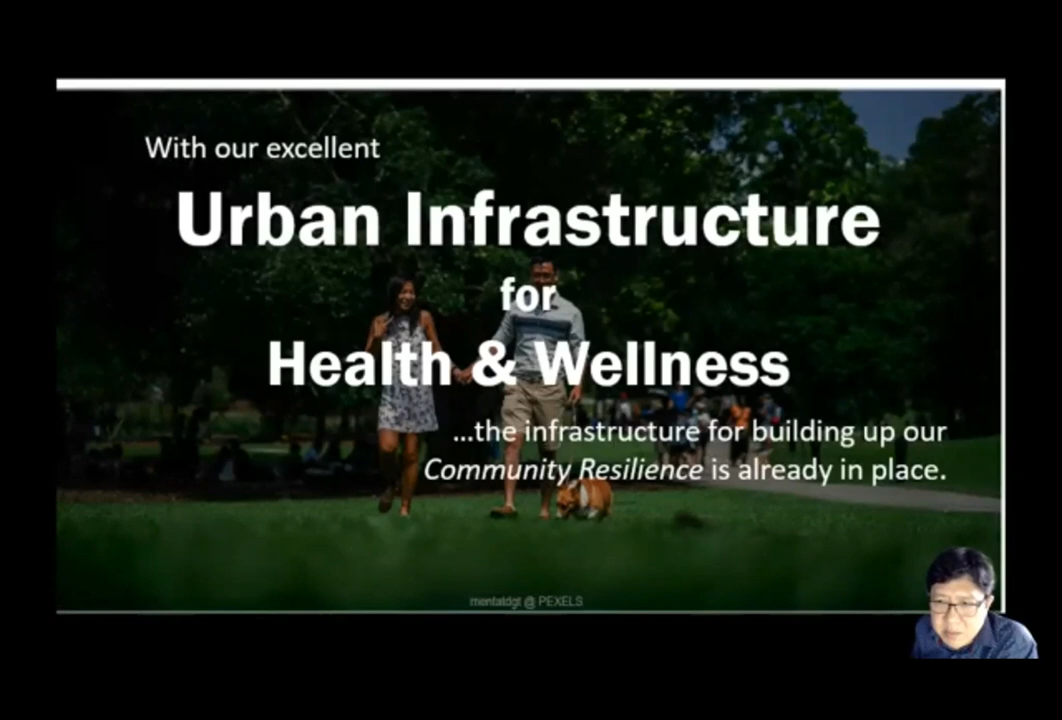 With our excellent
Urban Infrastructure
for
Health & Wellness
...the infrastructure for building up our
Community Resilience is already in place.
mentatdgt @ PEXELS